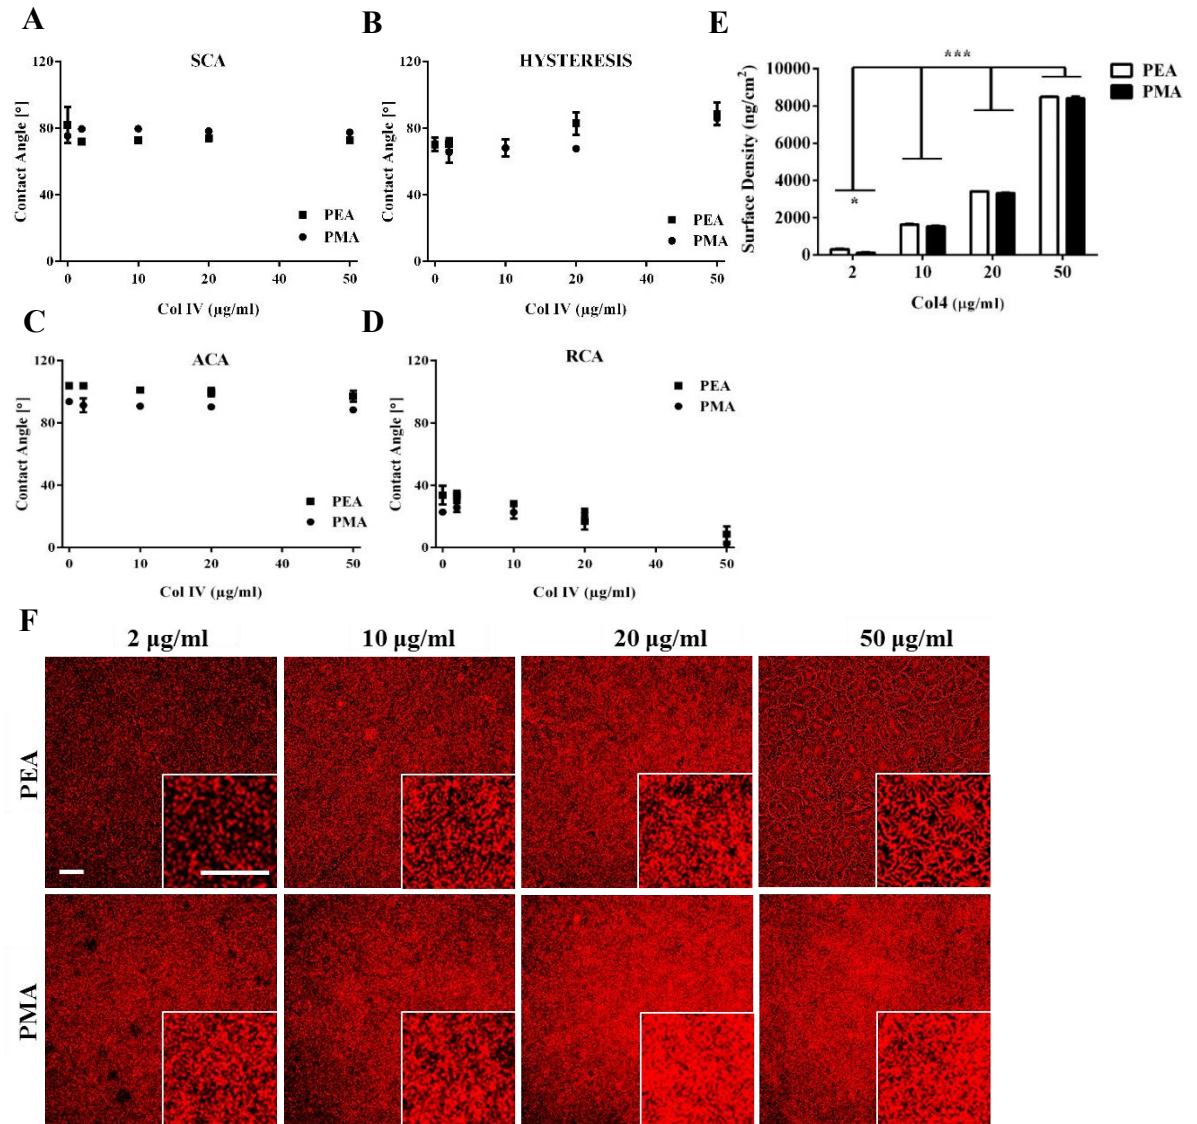 A
SCA
Contact Angle [°]
120
80
40
0
0 10 20 40 50
Col IV (µg/ml)
PEA
PMA
B
HYSTERESIS
Contact Angle [°]
120
80
40
0
0 10 20 40 50
Col IV (µg/ml)
PEA
PMA
E
***
*
Surface Density (ng/cm²)
10000
8000
6000
4000
2000
0
2 10 20 50
Col4 (µg/ml)
PEA
PMA
C
ACA
Contact Angle [°]
120
80
40
0
0 10 20 40 50
Col IV (µg/ml)
PEA
PMA
D
RCA
Contact Angle [°]
120
80
40
0
0 10 20 40 50
Col IV (µg/ml)
PEA
PMA
F
2 µg/ml 10 µg/ml 20 µg/ml 50 µg/ml
PEA
PMA